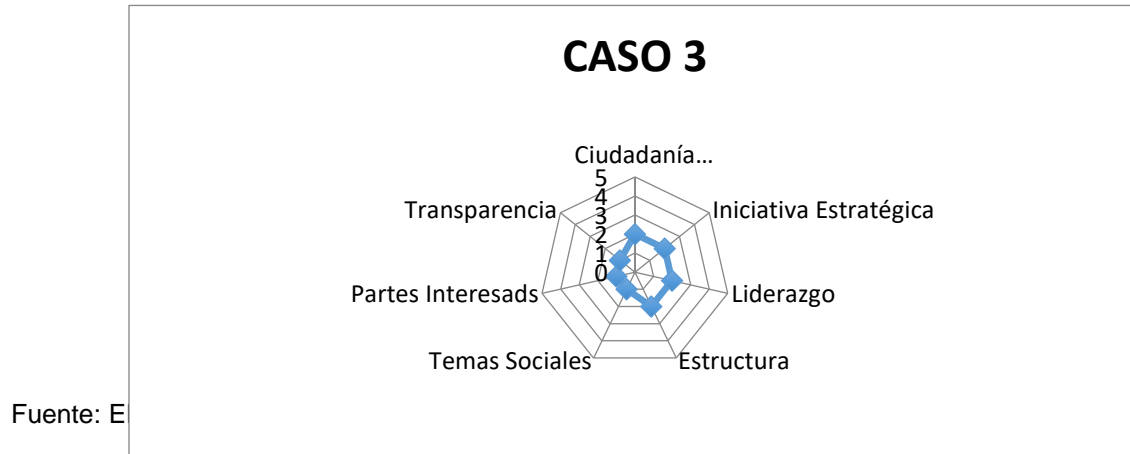 CASO 3
Ciudadanía...
5
4
3
2
1
0
Iniciativa Estratégica
Liderazgo
Estructura
Temas Sociales
Partes Interesads
Transparencia
Fuente: